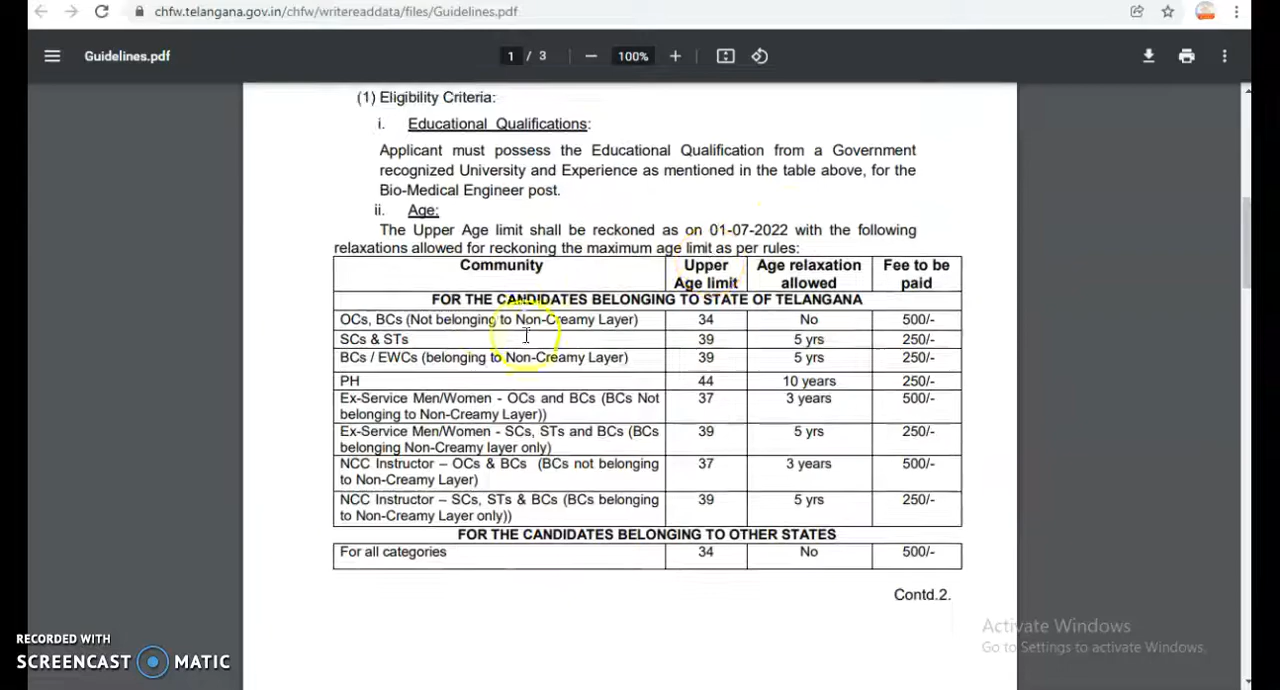 chfw.telangana.gov.in/chfw/writereaddata/files/Guidelines.pdf
Guidelines.pdf
1 / 3
100%
(1) Eligibility Criteria:
i. Educational Qualifications:
Applicant must possess the Educational Qualification from a Government
recognized University and Experience as mentioned in the table above, for the
Bio-Medical Engineer post.
ii. Age:
The Upper Age limit shall be reckoned as on 01-07-2022 with the following
relaxations allowed for reckoning the maximum age limit as per rules:
Community Upper Age limit Age relaxation allowed Fee to be paid
FOR THE CANDIDATES BELONGING TO STATE OF TELANGANA
OCs, BCs (Not belonging to Non-Creamy Layer) 34 No 500/-
SCs & STs 39 5 yrs 250/-
BCs / EWCs (belonging to Non-Creamy Layer) 39 5 yrs 250/-
PH 44 10 years 250/-
Ex-Service Men/Women - OCs and BCs (BCs Not 37 3 years 500/-
belonging to Non-Creamy Layer))
Ex-Service Men/Women - SCs, STs and BCs (BCs 39 5 yrs 250/-
belonging Non-Creamy layer only)
NCC Instructor – OCs & BCs (BCs not belonging 37 3 years 500/-
to Non-Creamy Layer)
NCC Instructor – SCs, STs & BCs (BCs belonging 39 5 yrs 250/-
to Non-Creamy Layer only))
FOR THE CANDIDATES BELONGING TO OTHER STATES
For all categories 34 No 500/-
Contd.2.
Activate Windows
Go to Settings to activate Windows.
RECORDED WITH
SCREENCAST MATIC